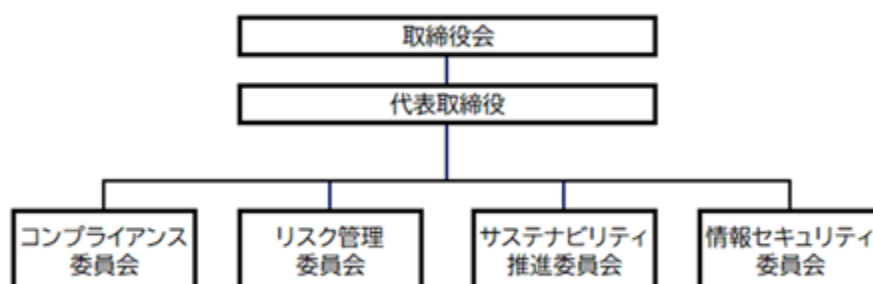 取締役会
代表取締役
コンプライアンス
委員会
リスク管理
委員会
サステナビリティ
推進委員会
情報セキュリティ
委員会